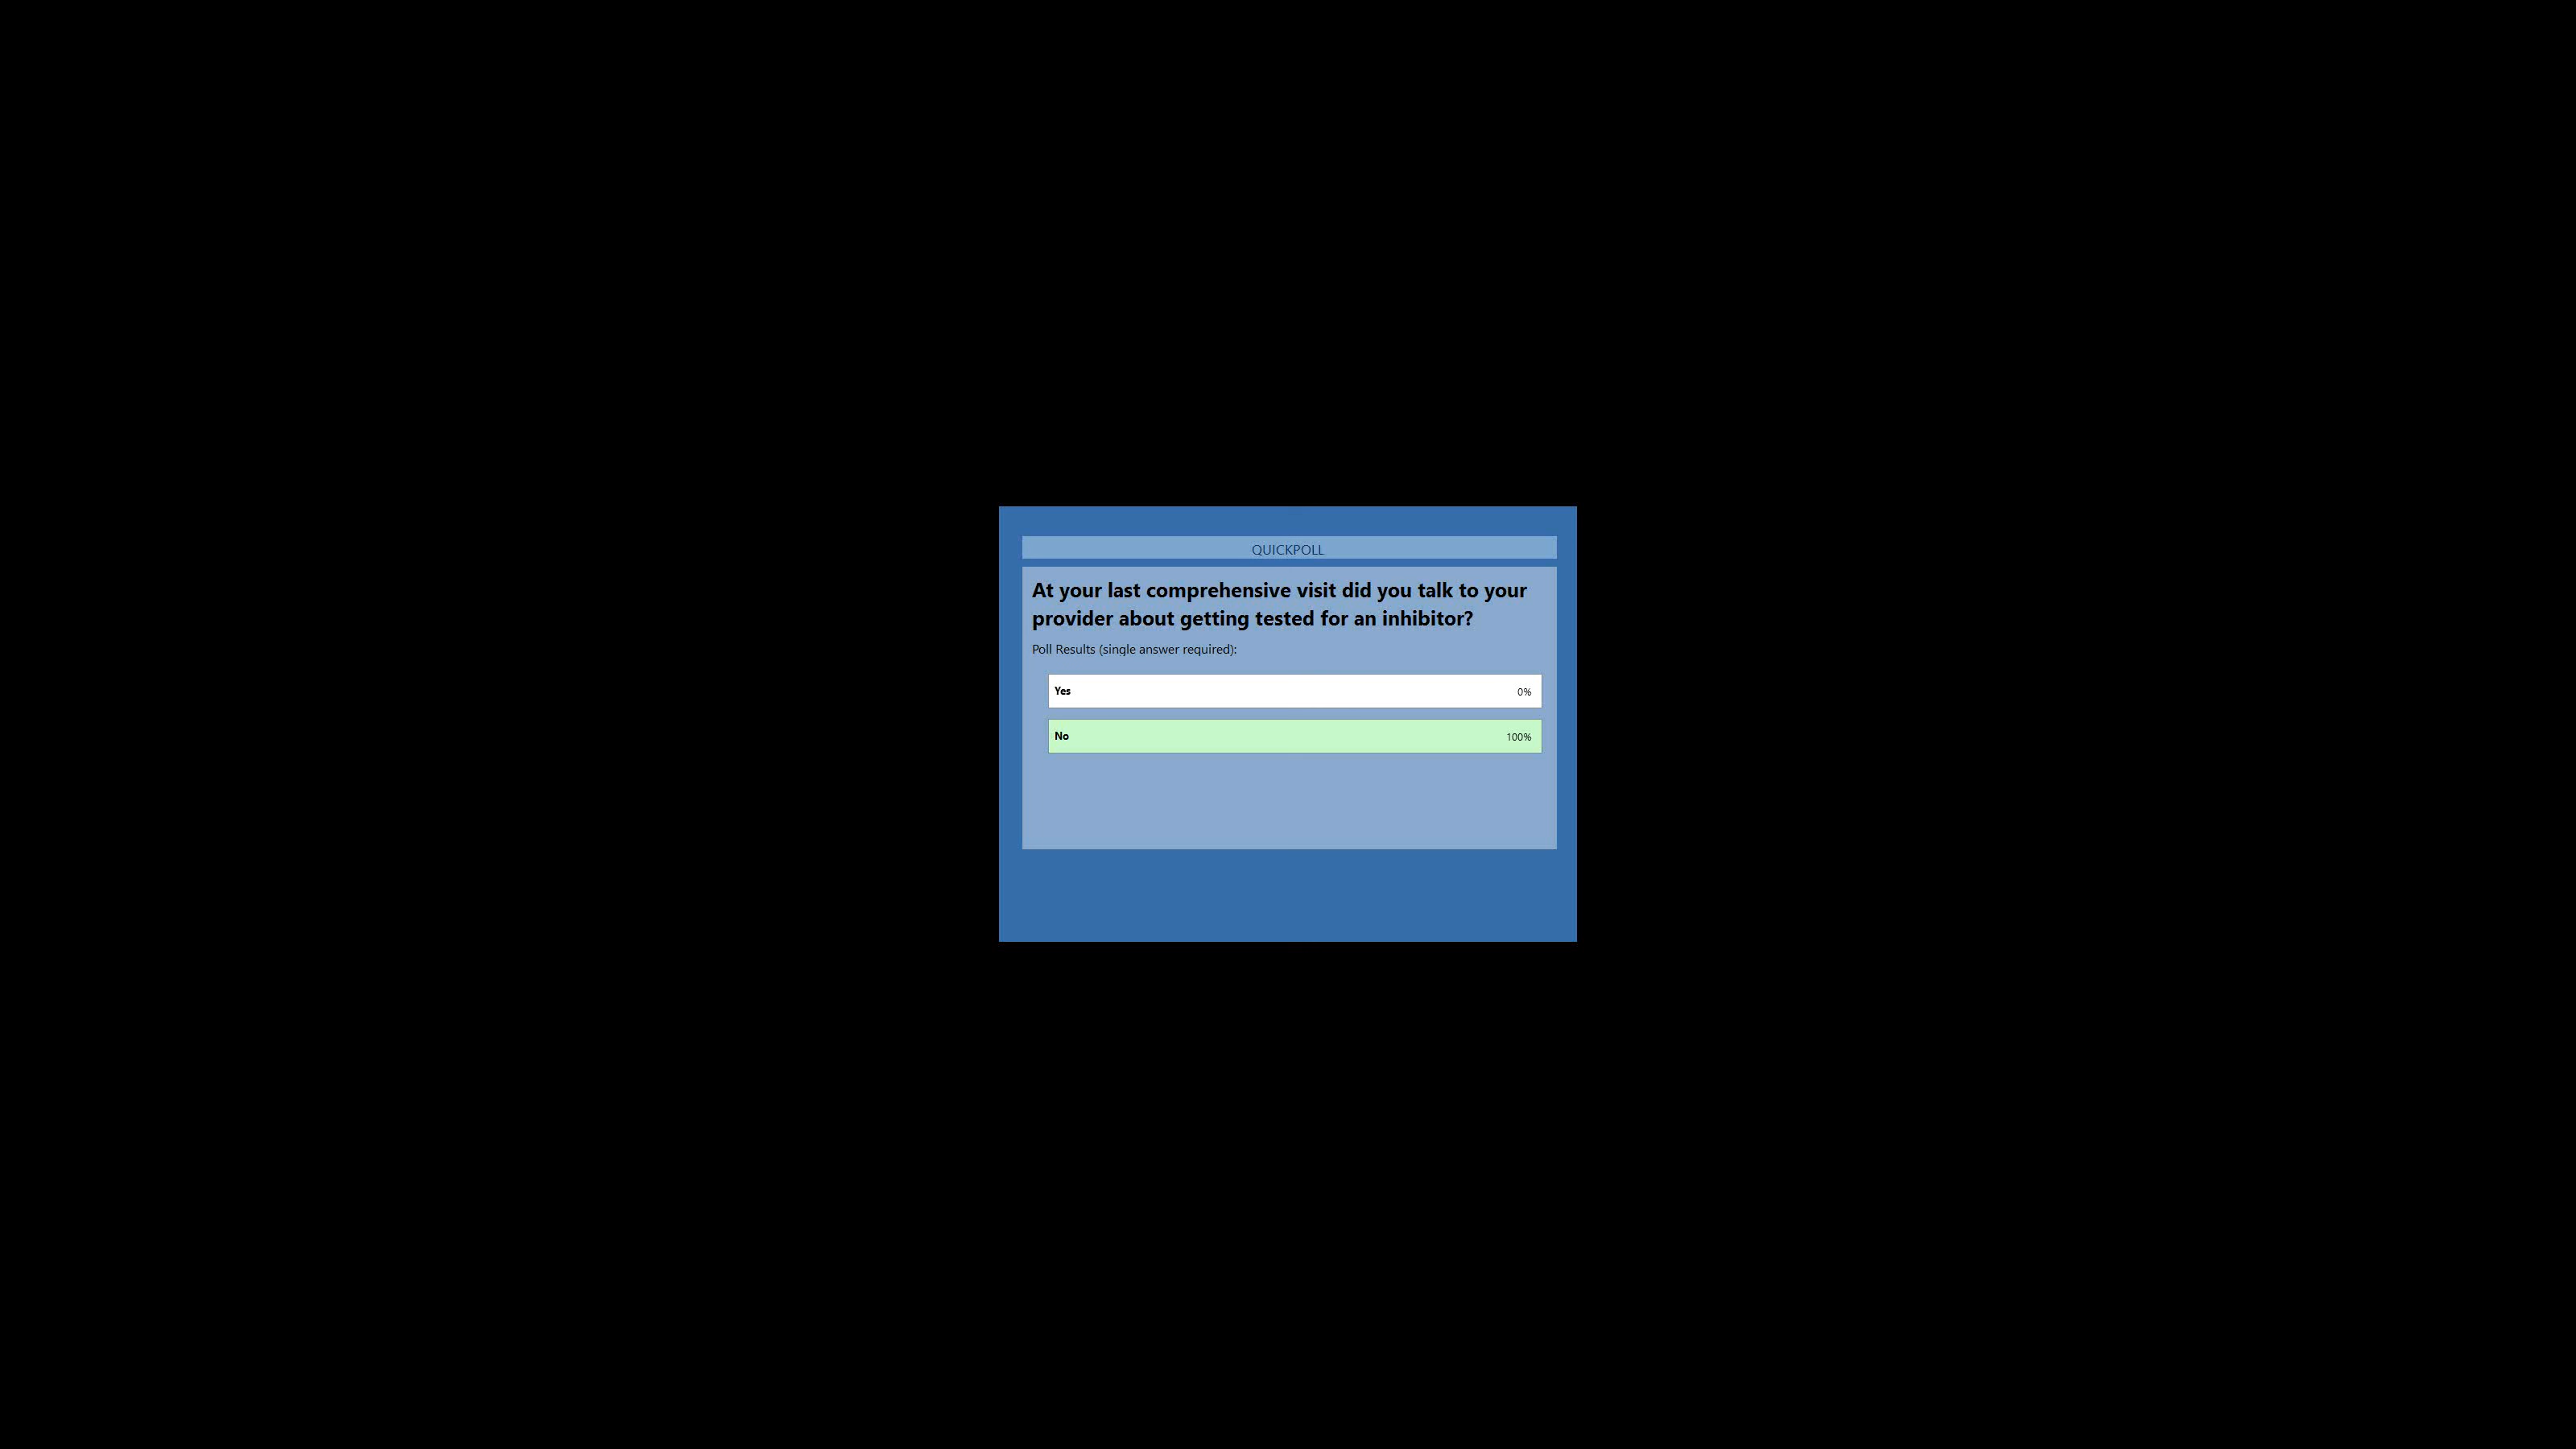 QUICKPOLL
At your last comprehensive visit did you talk to your
provider about getting tested for an inhibitor?
Poll Results (single answer required):
Yes 0%
No 100%